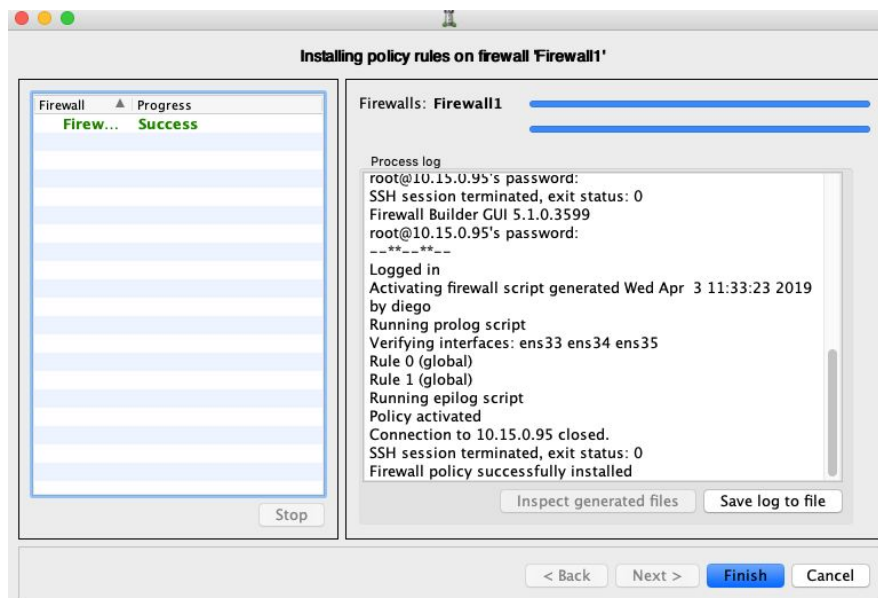 Installing policy rules on firewall 'Firewall1'
Firewall Progress
Firew... Success
Stop
Firewalls: Firewall1
Process log
root@10.15.0.95's password:
SSH session terminated, exit status: 0
Firewall Builder GUI 5.1.0.3599
root@10.15.0.95's password:
--**--**--
Logged in
Activating firewall script generated Wed Apr  3 11:33:23 2019
by diego
Running prolog script
Verifying interfaces: ens33 ens34 ens35
Rule 0 (global)
Rule 1 (global)
Running epilog script
Policy activated
Connection to 10.15.0.95 closed.
SSH session terminated, exit status: 0
Firewall policy successfully installed
Inspect generated files Save log to file
< Back Next > Finish Cancel